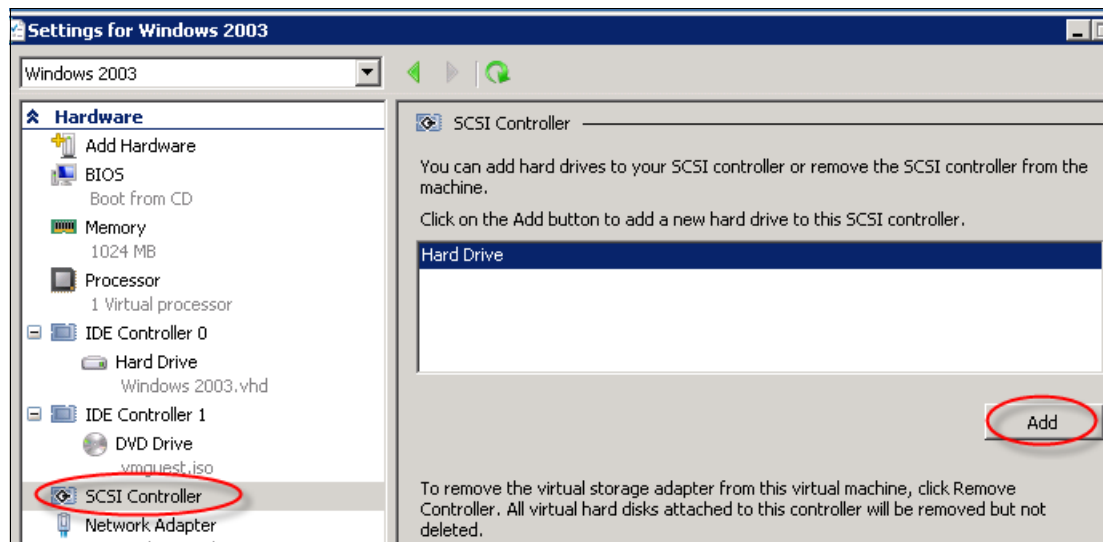 Settings for Windows 2003
Windows 2003
Hardware
Add Hardware
BIOS
Boot from CD
Memory
1024 MB
Processor
1 Virtual processor
IDE Controller 0
Hard Drive
Windows 2003.vhd
IDE Controller 1
DVD Drive
vmguest.iso
SCSI Controller
Network Adapter
SCSI Controller
You can add hard drives to your SCSI controller or remove the SCSI controller from the
machine.
Click on the Add button to add a new hard drive to this SCSI controller.
Hard Drive
Add
To remove the virtual storage adapter from this virtual machine, click Remove
Controller. All virtual hard disks attached to this controller will be removed but not
deleted.